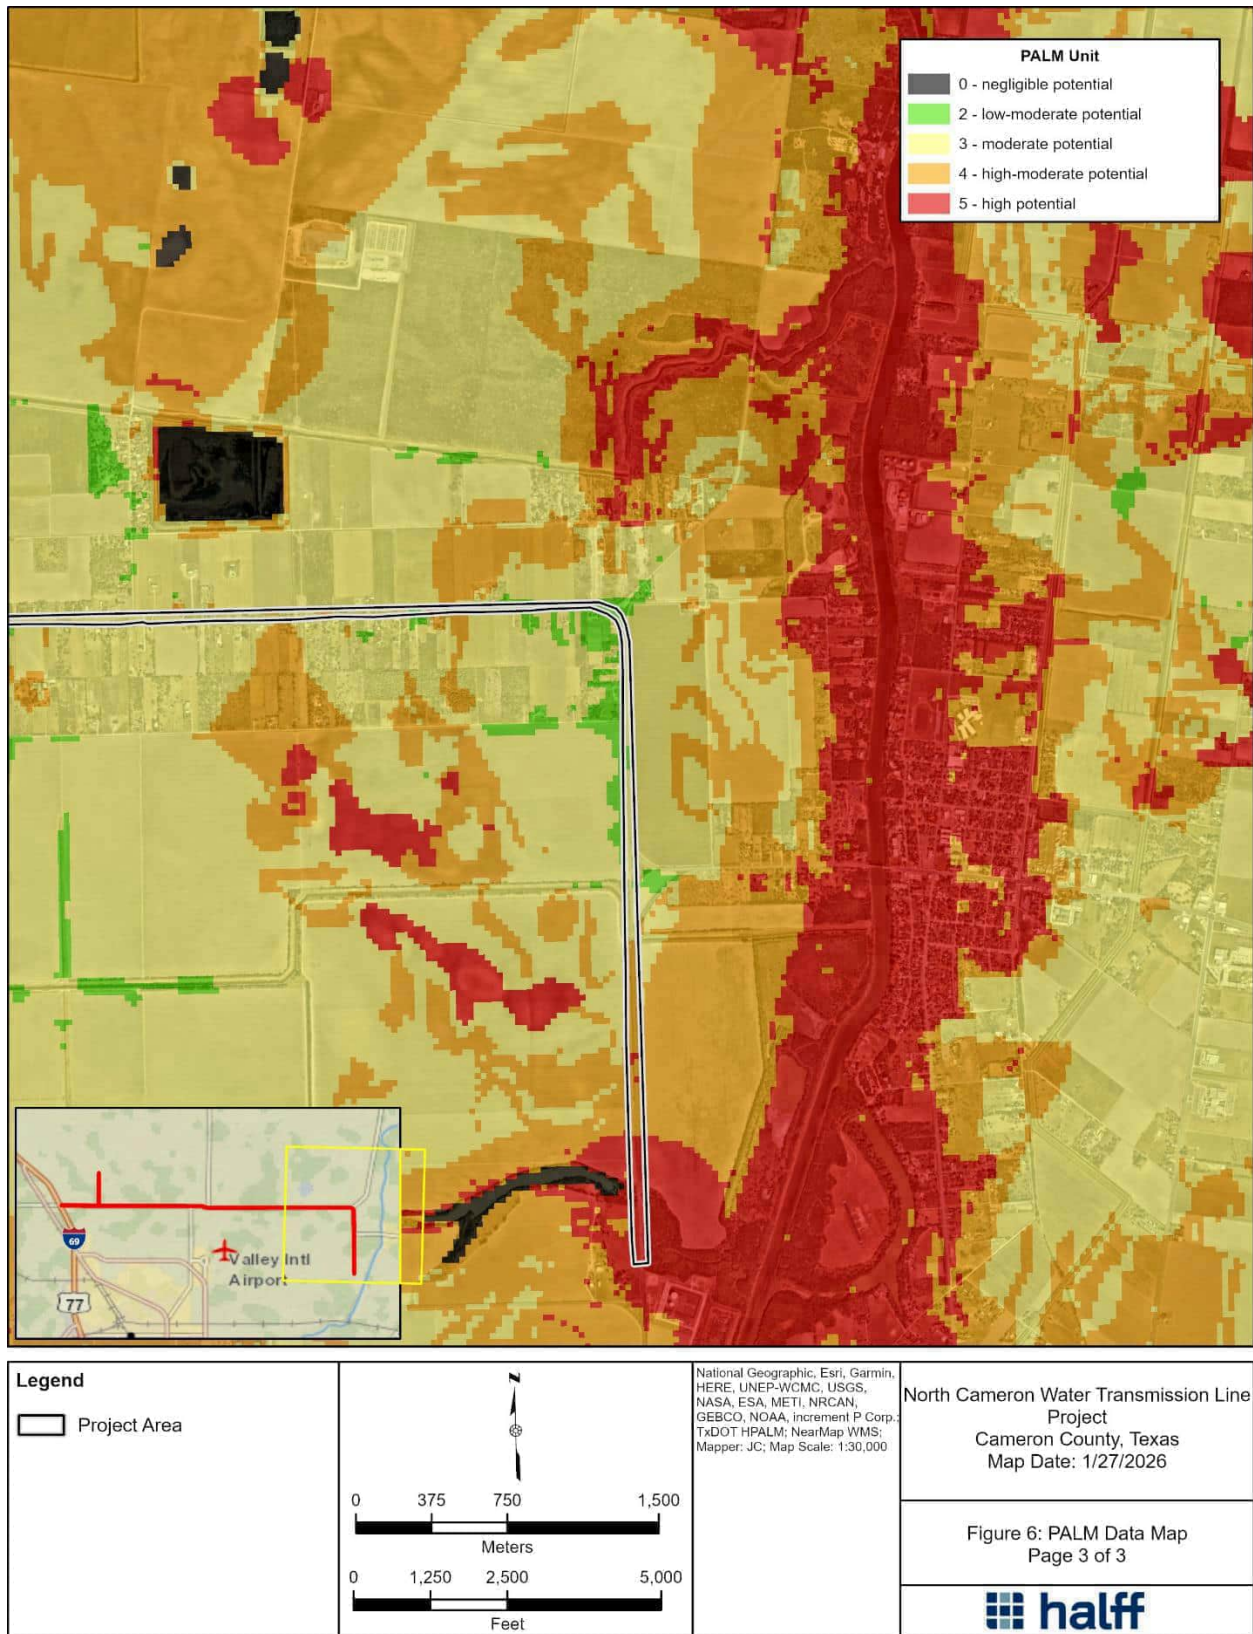 PALM Unit
0 - negligible potential
2 - low-moderate potential
3 - moderate potential
4 - high-moderate potential
5 - high potential
69
Valley Intl
Airport
77
Legend
Project Area
N
0 375 750 1,500
Meters
0 1,250 2,500 5,000
Feet
National Geographic, Esri, Garmin,
HERE, UNEP-WCMC, USGS,
NASA, ESA, METI, NRCAN,
GEBCO, NOAA, increment P Corp.;
TxDOT HPALM; NearMap WMS;
Mapper: JC; Map Scale: 1:30,000
North Cameron Water Transmission Line
Project
Cameron County, Texas
Map Date: 1/27/2026
Figure 6: PALM Data Map
Page 3 of 3
halff